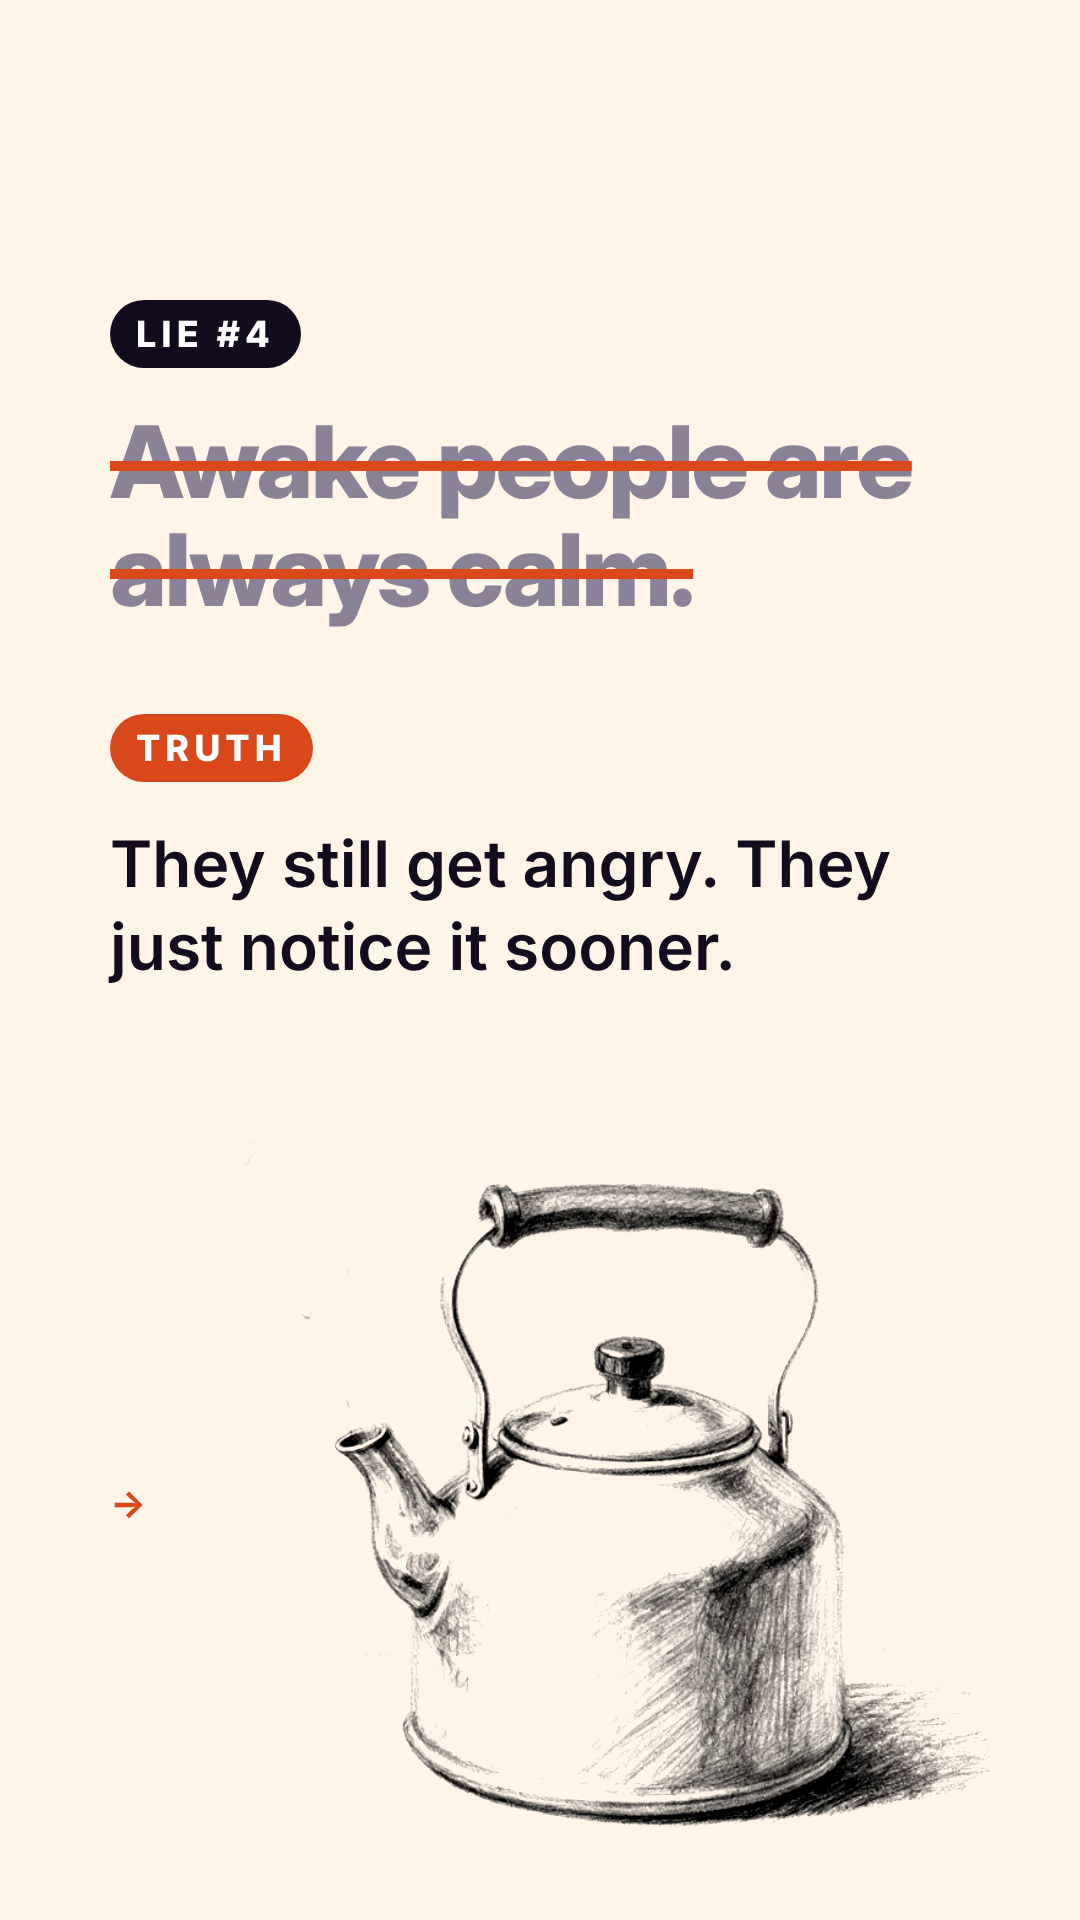 LIE #4
Awake people are
always calm.
TRUTH
They still get angry. They
just notice it sooner.
→